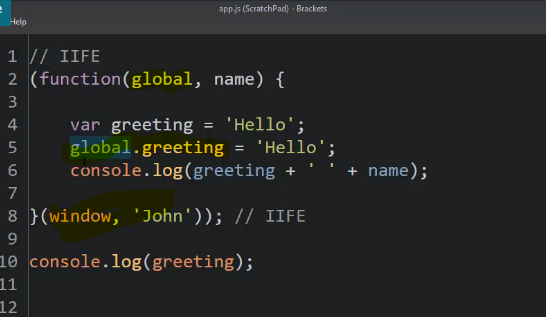 app.js (ScratchPad) - Brackets
Help
1 // IIFE
2 (function(global, name) {
3
4     var greeting = 'Hello';
5     global.greeting = 'Hello';
6     console.log(greeting + ' ' + name);
7
8 }(window, 'John')); // IIFE
9
10 console.log(greeting);
11
12